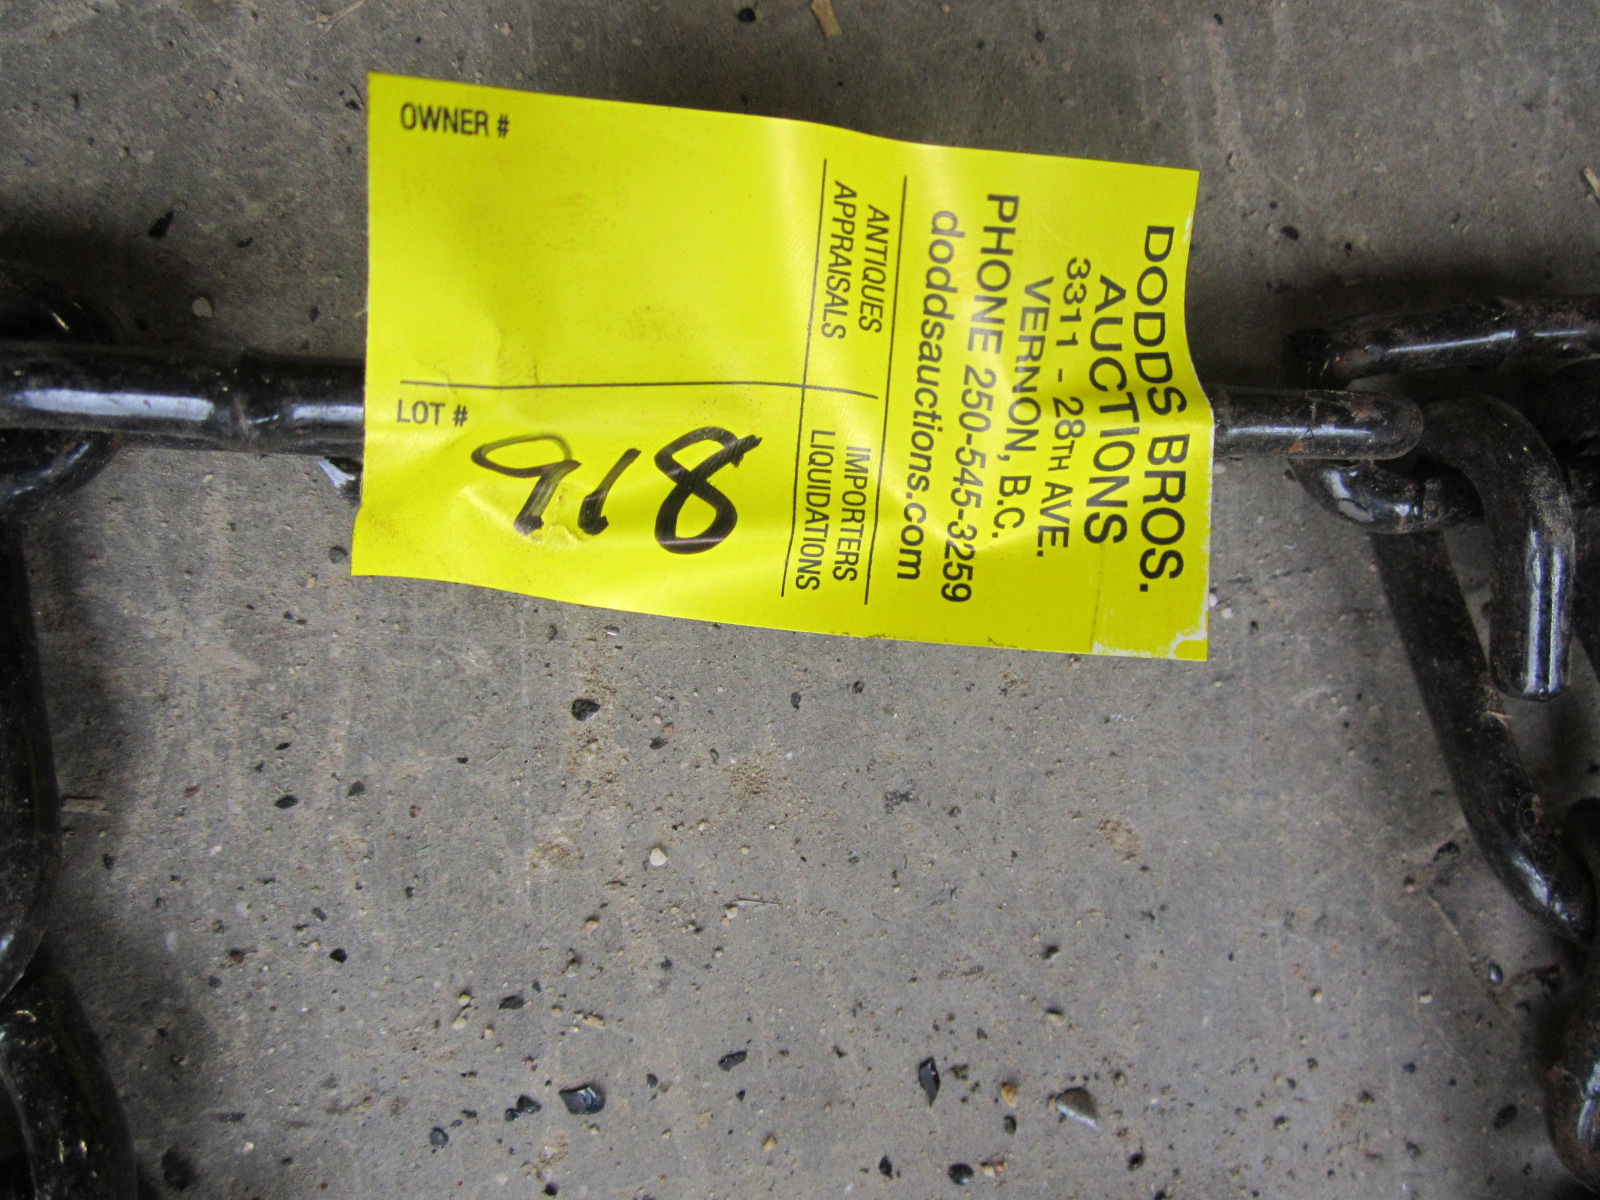 DODDS BROS.
AUCTIONS
3311 - 28TH AVE.
VERNON, B.C.
PHONE 250-545-3259
doddsauctions.com
ANTIQUES
APPRAISALS
IMPORTERS
LIQUIDATIONS
OWNER #
LOT #
918